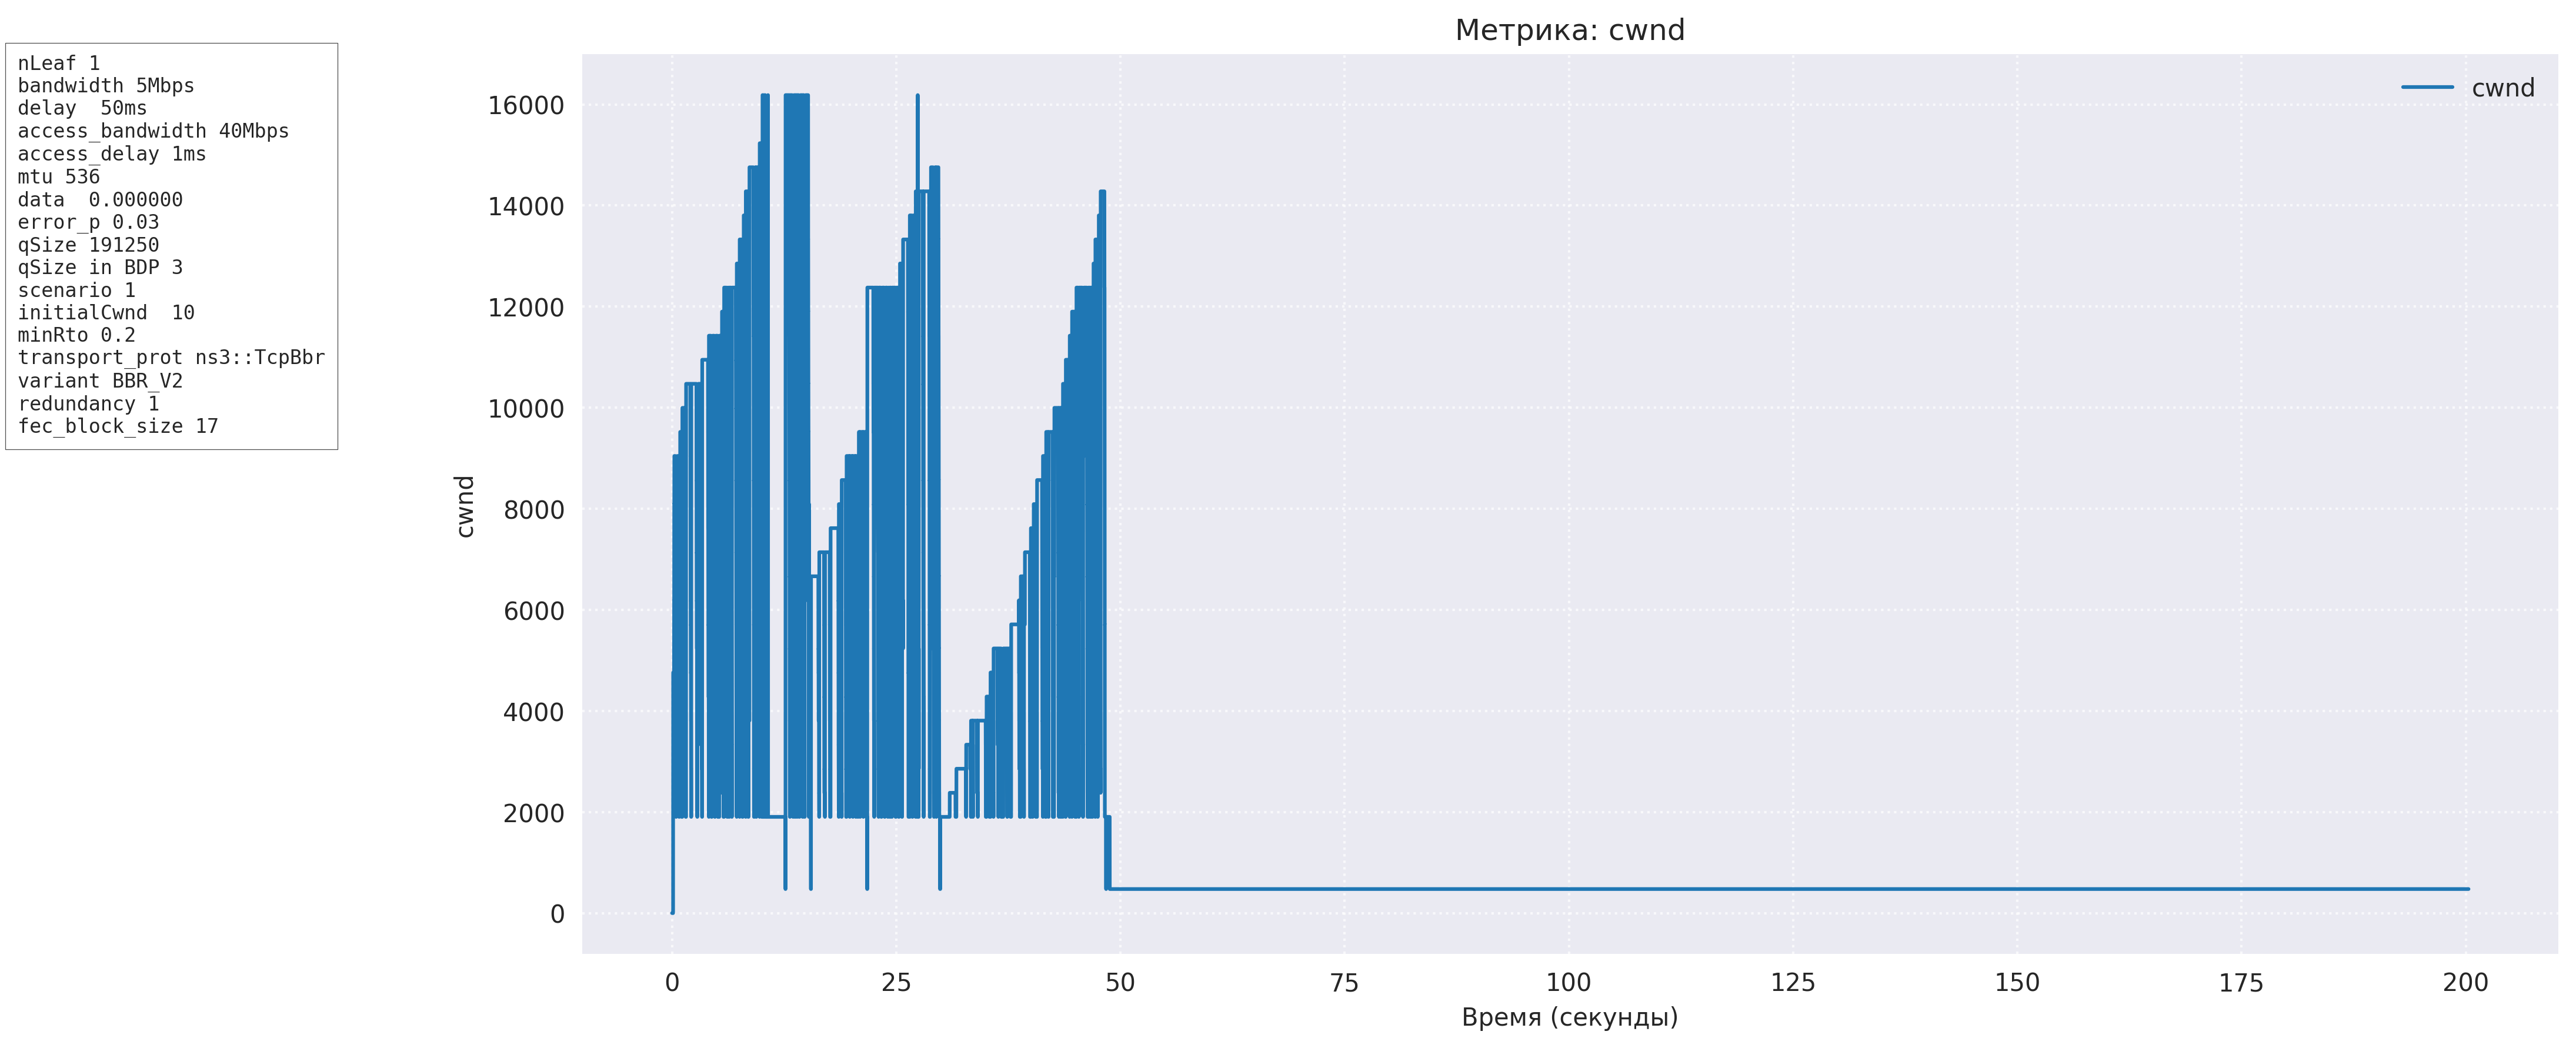 nLeaf 1
bandwidth 5Mbps
delay  50ms
access_bandwidth 40Mbps
access_delay 1ms
mtu 536
data  0.000000
error_p 0.03
qSize 191250
qSize in BDP 3
scenario 1
initialCwnd  10
minRto 0.2
transport_prot ns3::TcpBbr
variant BBR_V2
redundancy 1
fec_block_size 17
Метрика: cwnd
cwnd
cwnd
16000
14000
12000
10000
8000
6000
4000
2000
0
0 25 50 75 100 125 150 175 200
Время (секунды)